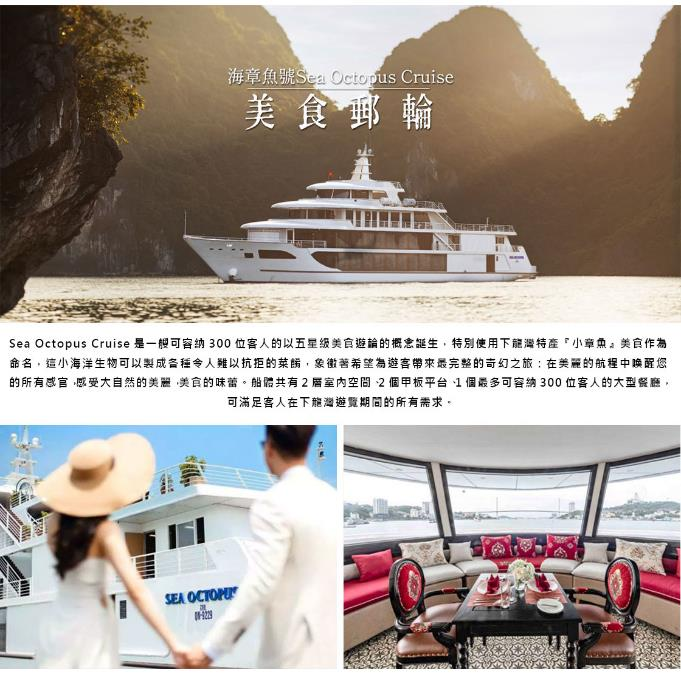 海章魚號Sea Octopus Cruise
美食郵輪
Sea Octopus Cruise 是一艘可容納 300 位客人的以五星級美食遊論的概念誕生，特別使用下龍灣特產『小章魚』美食作為
命名，這小海洋生物可以製成各種令人難以抗拒的菜餚，象徵著希望為遊客帶來最完整的奇幻之旅：在美麗的航程中喚醒您
的所有感官，感受大自然的美麗，美食的味蕾。船體共有 2 層室內空間、2 個甲板平台、1 個最多可容納 300 位客人的大型餐廳，
可滿足客人在下龍灣遊覽期間的所有需求。
SEA OCTOPUS
QN-9229